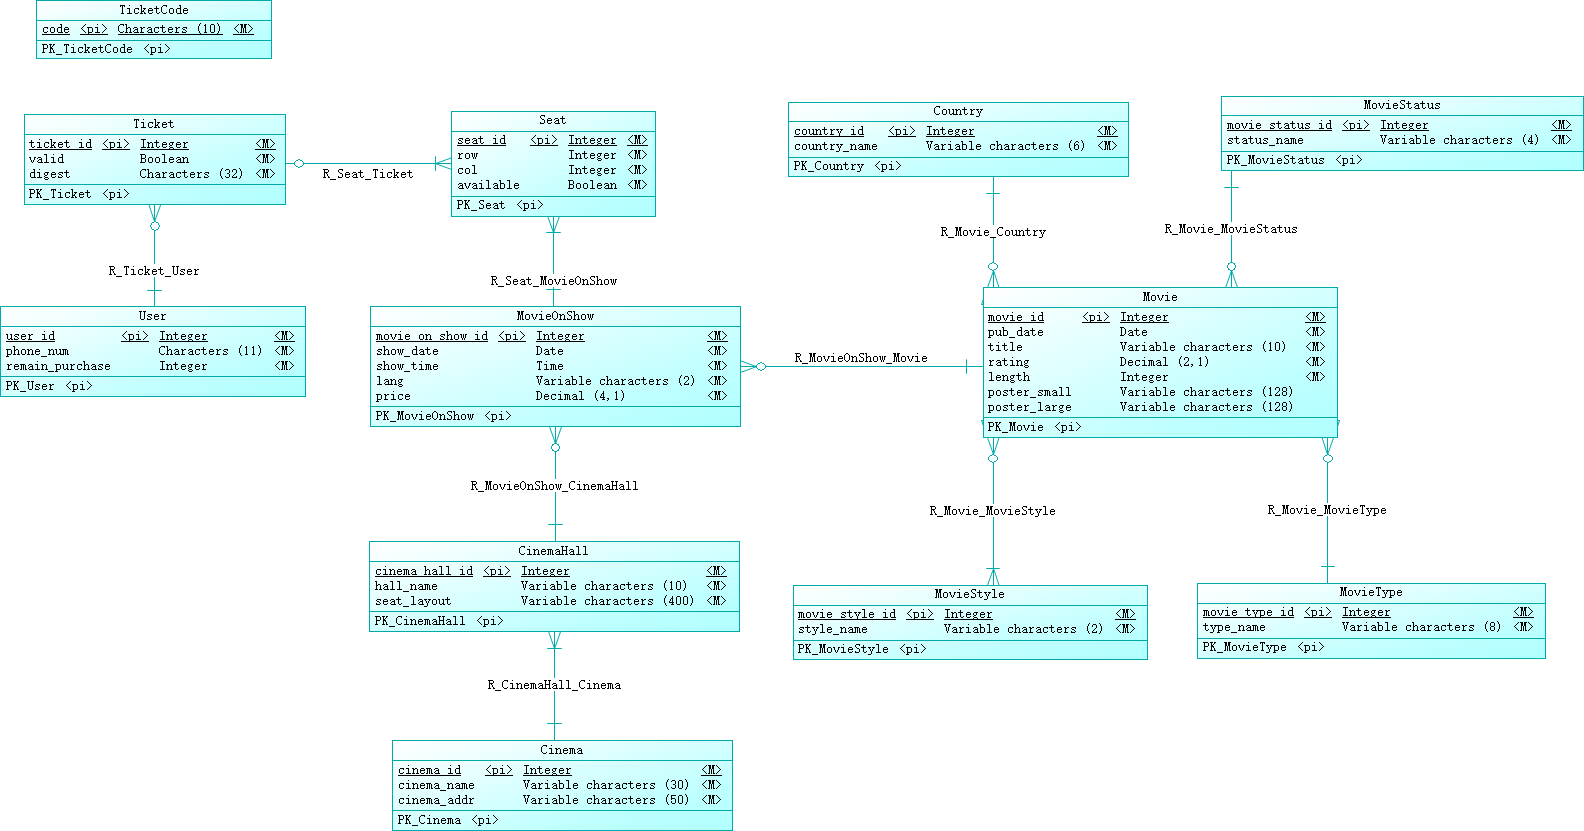 TicketCode
code <pi> Characters (10) <M>
PK_TicketCode <pi>
Ticket
ticket_id <pi> Integer <M>
valid Boolean <M>
digest Characters (32) <M>
PK_Ticket <pi>
R_Seat_Ticket
Seat
seat_id <pi> Integer <M>
row Integer <M>
col Integer <M>
available Boolean <M>
PK_Seat <pi>
Country
country_id <pi> Integer <M>
country_name Variable characters (6) <M>
PK_Country <pi>
MovieStatus
movie_status_id <pi> Integer <M>
status_name Variable characters (4) <M>
PK_MovieStatus <pi>
R_Ticket_User
R_Seat_MovieOnShow
R_Movie_Country
R_Movie_MovieStatus
User
user_id <pi> Integer <M>
phone_num Characters (11) <M>
remain_purchase Integer <M>
PK_User <pi>
MovieOnShow
movie_on_show_id <pi> Integer <M>
show_date Date <M>
show_time Time <M>
lang Variable characters (2) <M>
price Decimal (4,1) <M>
PK_MovieOnShow <pi>
R_MovieOnShow_Movie
Movie
movie_id <pi> Integer <M>
pub_date Date <M>
title Variable characters (10) <M>
rating Decimal (2,1) <M>
length Integer <M>
poster_small Variable characters (128)
poster_large Variable characters (128)
PK_Movie <pi>
R_MovieOnShow_CinemaHall
R_Movie_MovieStyle
R_Movie_MovieType
CinemaHall
cinema_hall_id <pi> Integer <M>
hall_name Variable characters (10) <M>
seat_layout Variable characters (400) <M>
PK_CinemaHall <pi>
MovieStyle
movie_style_id <pi> Integer <M>
style_name Variable characters (2) <M>
PK_MovieStyle <pi>
MovieType
movie_type_id <pi> Integer <M>
type_name Variable characters (8) <M>
PK_MovieType <pi>
R_CinemaHall_Cinema
Cinema
cinema_id <pi> Integer <M>
cinema_name Variable characters (30) <M>
cinema_addr Variable characters (50) <M>
PK_Cinema <pi>